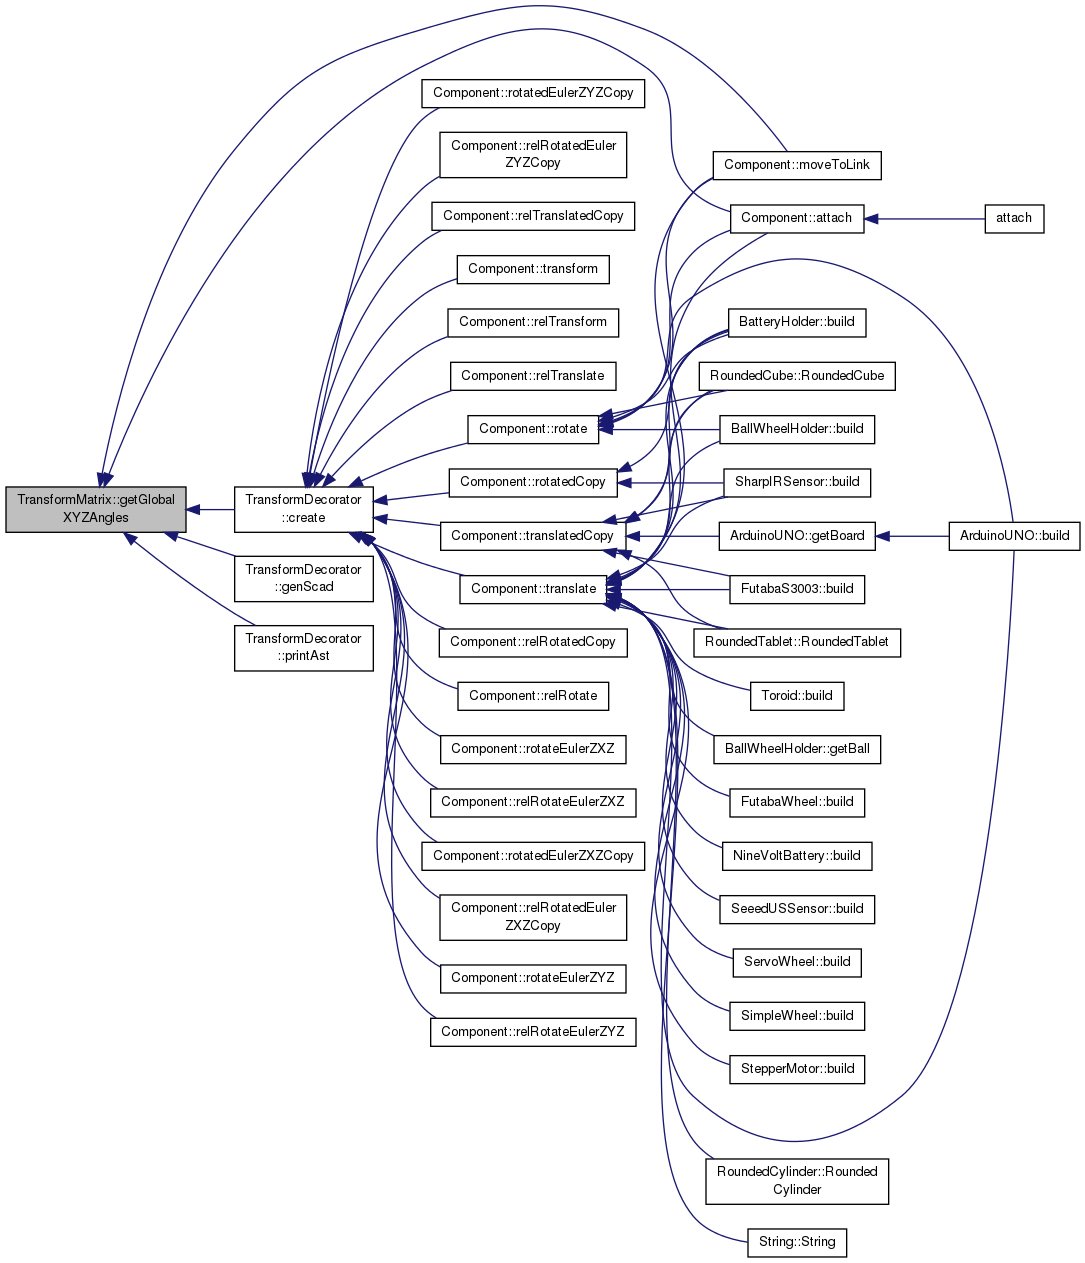 TransformMatrix::getGlobal
XYZAngles
TransformDecorator
::create
TransformDecorator
::genScad
TransformDecorator
::printAst
Component::rotatedEulerZYZCopy
Component::relRotatedEuler
ZYZCopy
Component::relTranslatedCopy
Component::transform
Component::relTransform
Component::relTranslate
Component::rotate
Component::rotatedCopy
Component::translatedCopy
Component::translate
Component::relRotatedCopy
Component::relRotate
Component::rotateEulerZXZ
Component::relRotateEulerZXZ
Component::rotatedEulerZXZCopy
Component::relRotatedEuler
ZXZCopy
Component::rotateEulerZYZ
Component::relRotateEulerZYZ
Component::moveToLink
Component::attach
BatteryHolder::build
RoundedCube::RoundedCube
BallWheelHolder::build
SharpIRSensor::build
ArduinoUNO::getBoard
FutabaS3003::build
RoundedTablet::RoundedTablet
Toroid::build
BallWheelHolder::getBall
FutabaWheel::build
NineVoltBattery::build
SeeedUSSensor::build
ServoWheel::build
SimpleWheel::build
StepperMotor::build
RoundedCylinder::Rounded
Cylinder
String::String
attach
ArduinoUNO::build